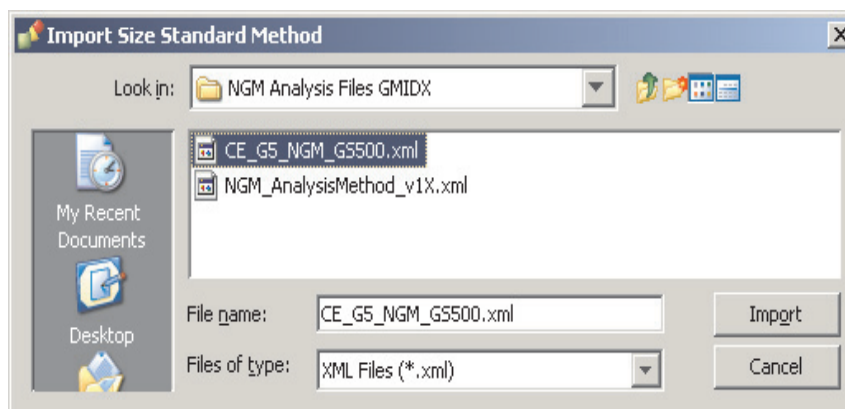 Import Size Standard Method
Look in: NGM Analysis Files GMIDX
CE_G5_NGM_GS500.xml
NGM_AnalysisMethod_v1X.xml
My Recent
Documents
Desktop
File name: CE_G5_NGM_GS500.xml Import
Files of type: XML Files (*.xml) Cancel